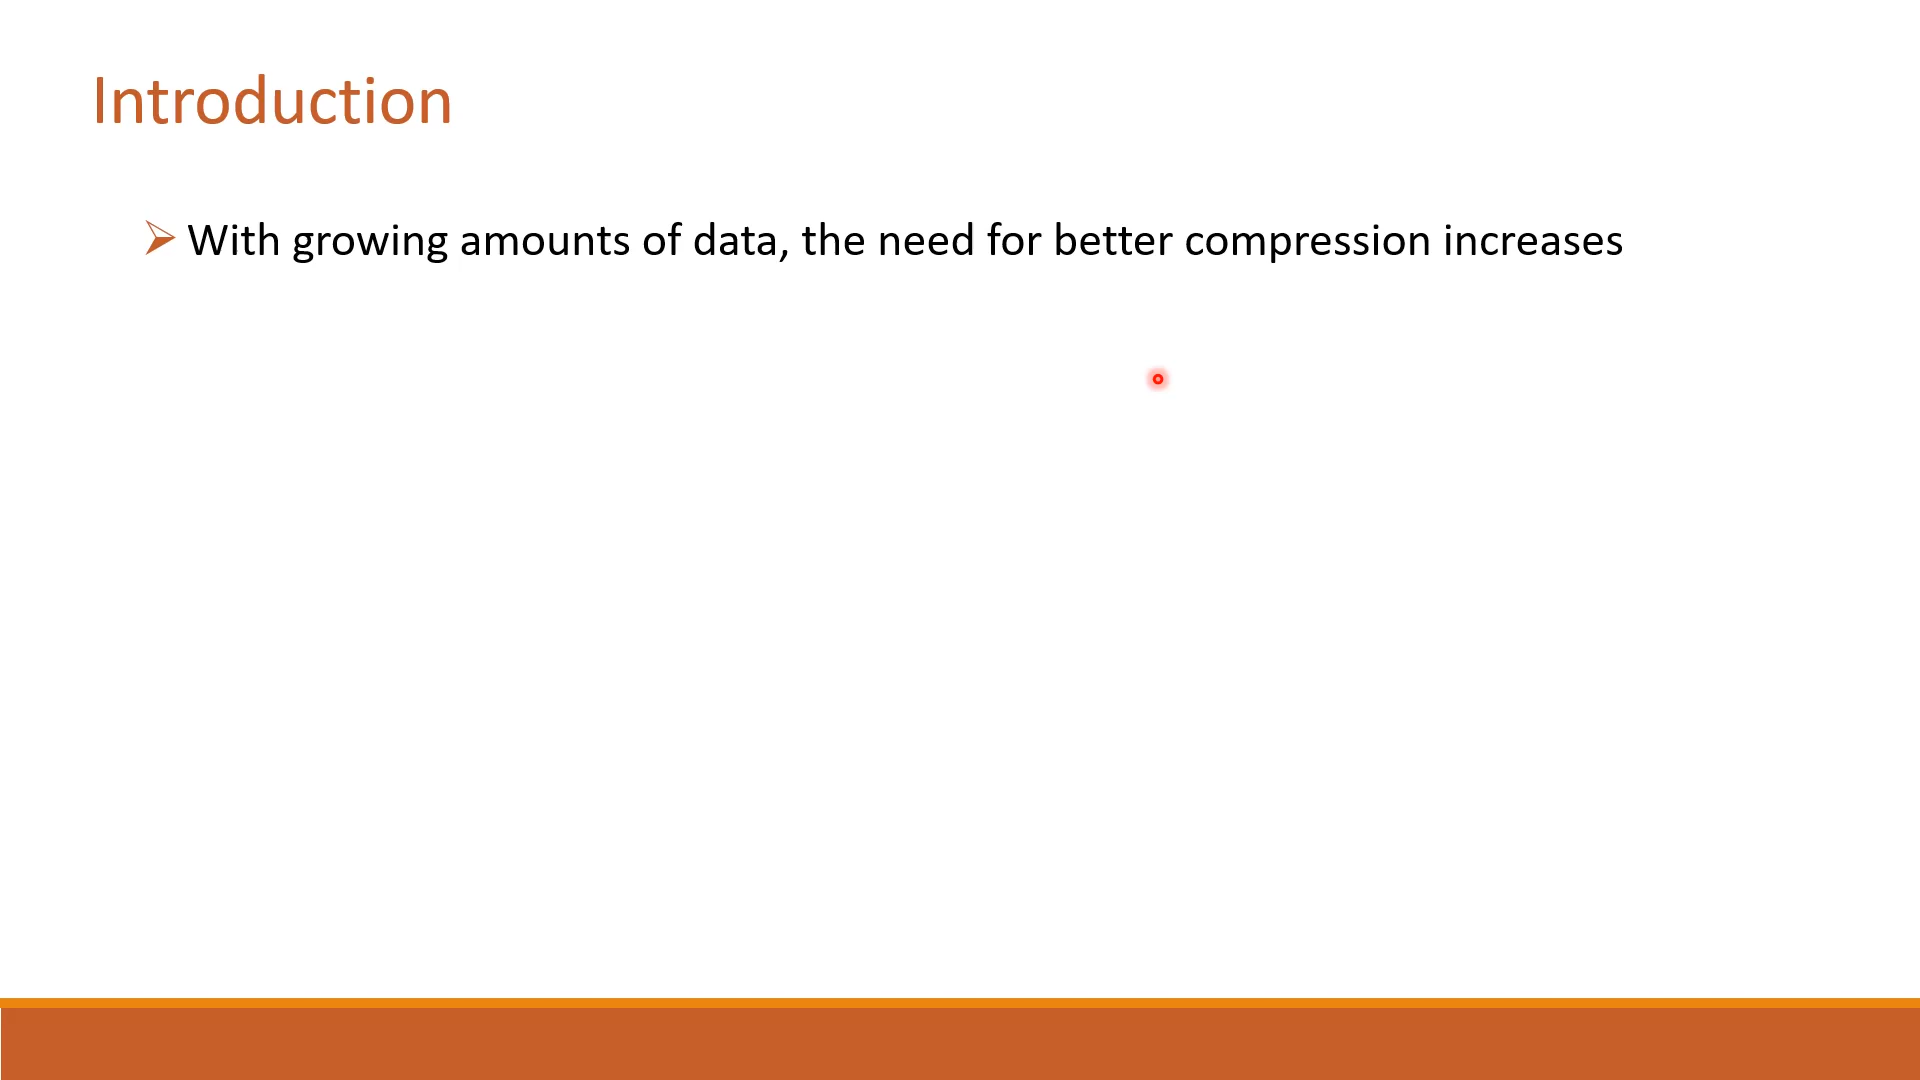 Introduction
With growing amounts of data, the need for better compression increases